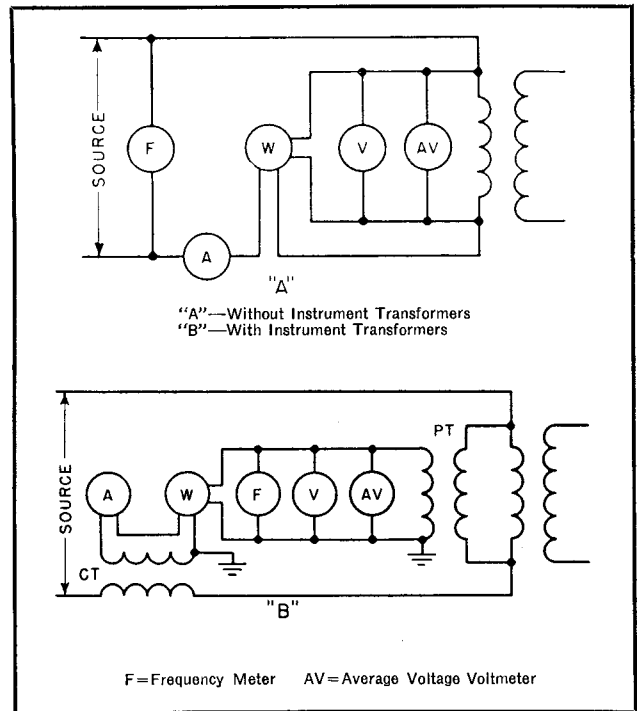 F
SOURCE
W
V
AV
A
"A"
"A"—Without Instrument Transformers
"B"—With Instrument Transformers
PT
SOURCE
A
W
F
V
AV
CT
"B"
F=Frequency Meter AV=Average Voltage Voltmeter